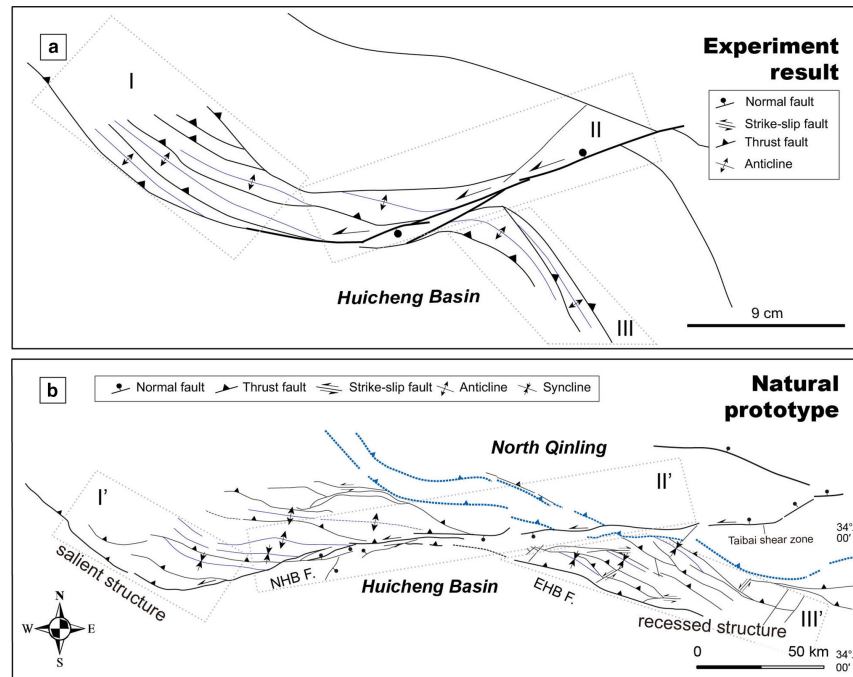 a
Experiment
result
I
II
Normal fault
Strike-slip fault
Thrust fault
Anticline
Huicheng Basin
III
9 cm
b
Normal fault
Thrust fault
Strike-slip fault
Anticline
Syncline
Natural
prototype
North Qinling
I'
II'
Taibai shear zone
34°
00'
salient structure
NHB F.
Huicheng Basin
EHB F.
recessed structure
III'
N
W
E
S
0
50 km
34°
00'